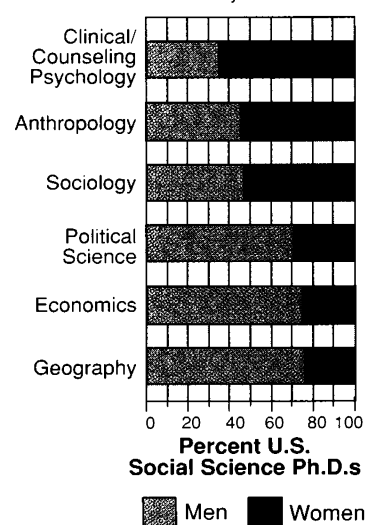 Clinical/
Counseling
Psychology
Anthropology
Sociology
Political
Science
Economics
Geography
0 20 40 60 80 100
Percent U.S.
Social Science Ph.D.s
Men Women